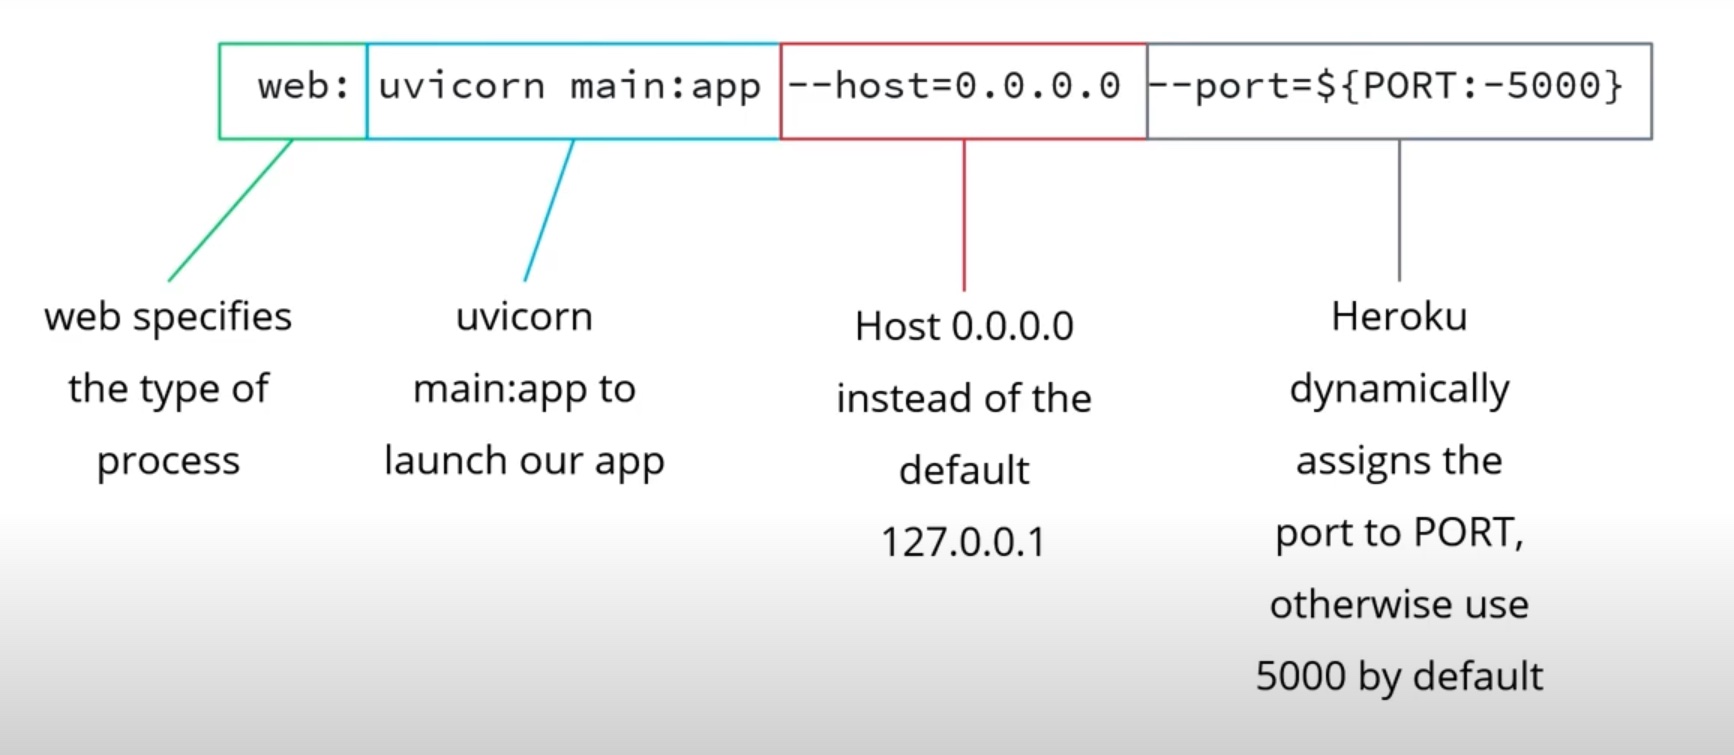 web: uvicorn main:app --host=0.0.0.0 --port=${PORT:-5000}
web specifies
the type of
process
uvicorn
main:app to
launch our app
Host 0.0.0.0
instead of the
default
127.0.0.1
Heroku
dynamically
assigns the
port to PORT,
otherwise use
5000 by default